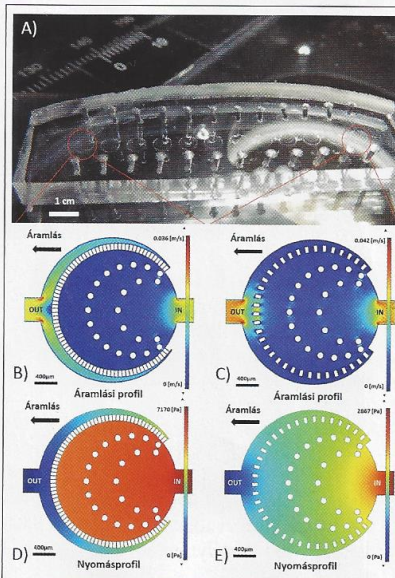 A)
1 cm
Áramlás
0.036 [m/s]
OUT
IN
B)
400µm
0 [m/s]
Áramlási profil
Áramlás
0.042 [m/s]
OUT
IN
C)
400µm
0 [m/s]
Áramlási profil
Áramlás
7170 [Pa]
OUT
IN
D)
400µm
0 [Pa]
Nyomásprofil
Áramlás
2867 [Pa]
OUT
IN
E)
400µm
0 [Pa]
Nyomásprofil